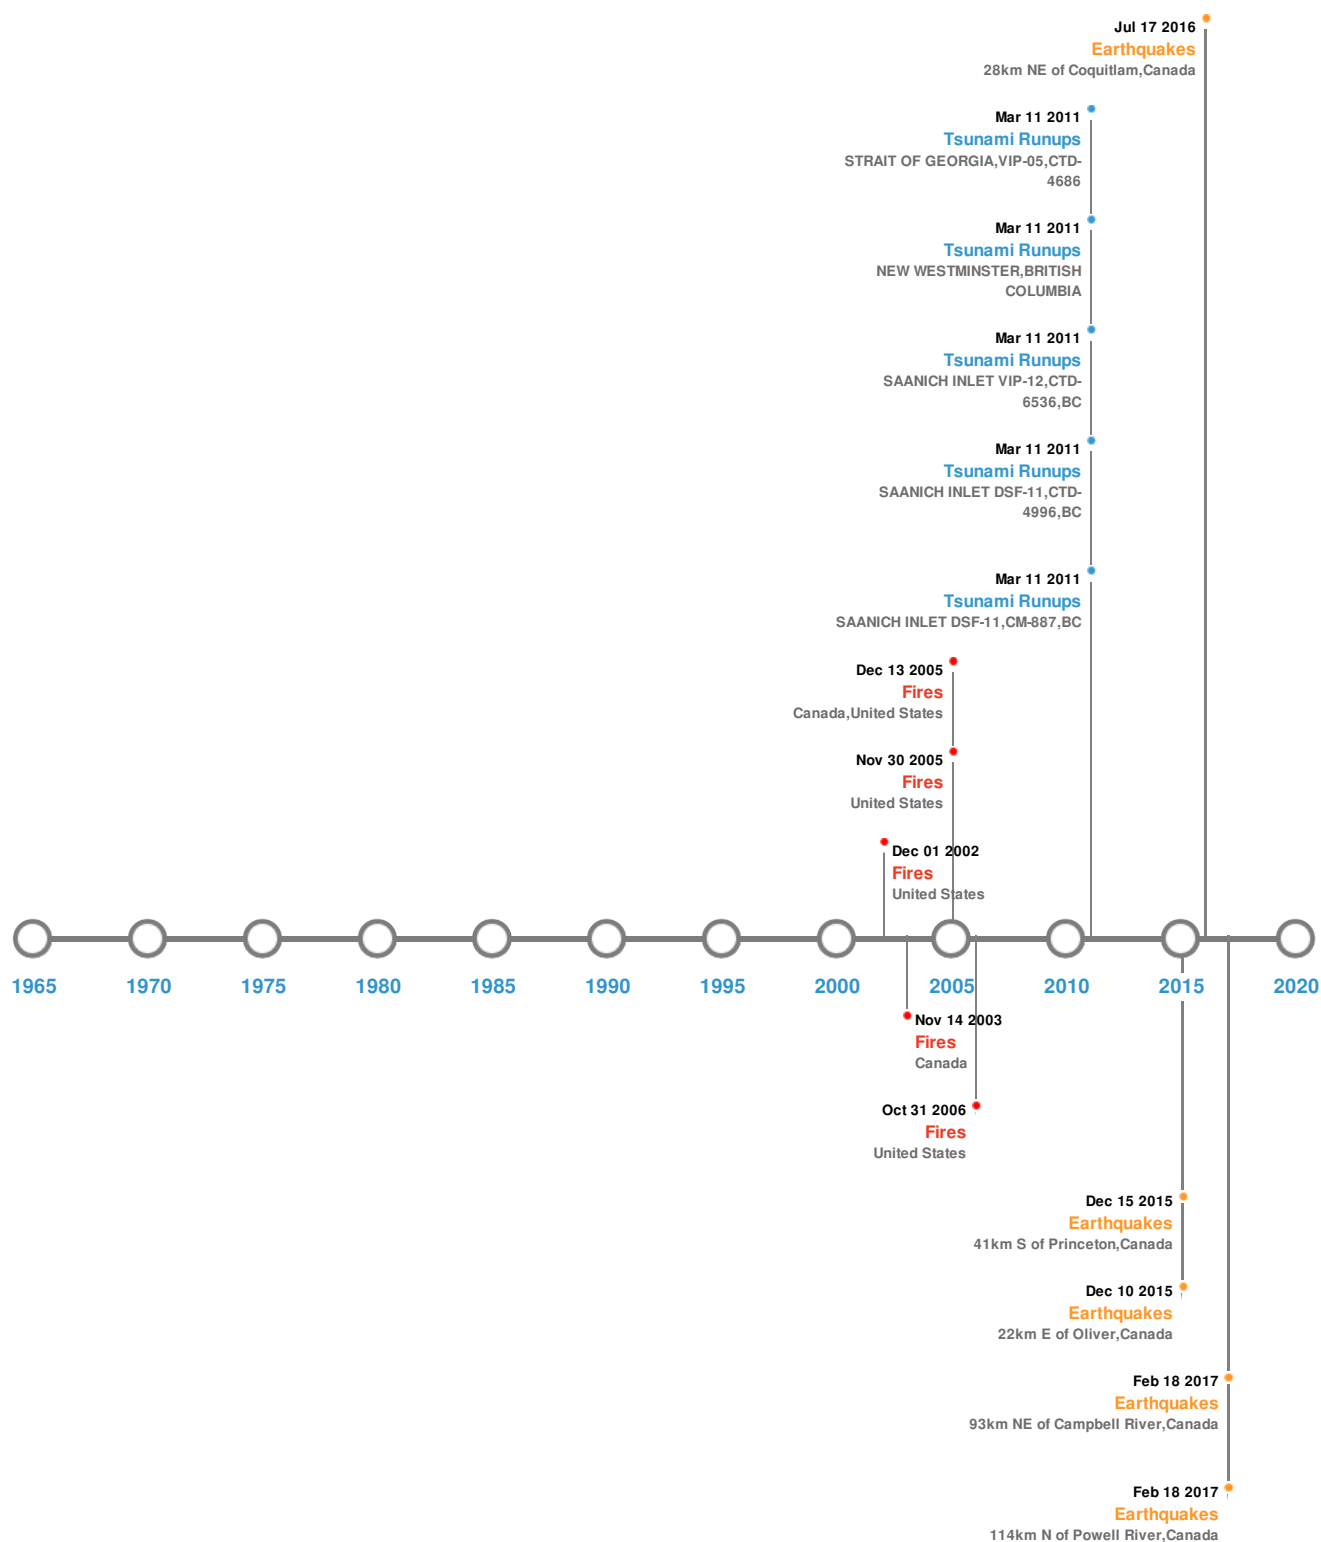 Jul 17 2016
Earthquakes
28km NE of Coquitlam,Canada
Mar 11 2011
Tsunami Runups
STRAIT OF GEORGIA,VIP-05,CTD-
4686
Mar 11 2011
Tsunami Runups
NEW WESTMINSTER,BRITISH
COLUMBIA
Mar 11 2011
Tsunami Runups
SAANICH INLET VIP-12,CTD-
6536,BC
Mar 11 2011
Tsunami Runups
SAANICH INLET DSF-11,CTD-
4996,BC
Mar 11 2011
Tsunami Runups
SAANICH INLET DSF-11,CM-887,BC
Dec 13 2005
Fires
Canada,United States
Nov 30 2005
Fires
United States
Dec 01 2002
Fires
United States
1965 1970 1975 1980 1985 1990 1995 2000 2005 2010 2015 2020
Nov 14 2003
Fires
Canada
Oct 31 2006
Fires
United States
Dec 15 2015
Earthquakes
41km S of Princeton,Canada
Dec 10 2015
Earthquakes
22km E of Oliver,Canada
Feb 18 2017
Earthquakes
93km NE of Campbell River,Canada
Feb 18 2017
Earthquakes
114km N of Powell River,Canada